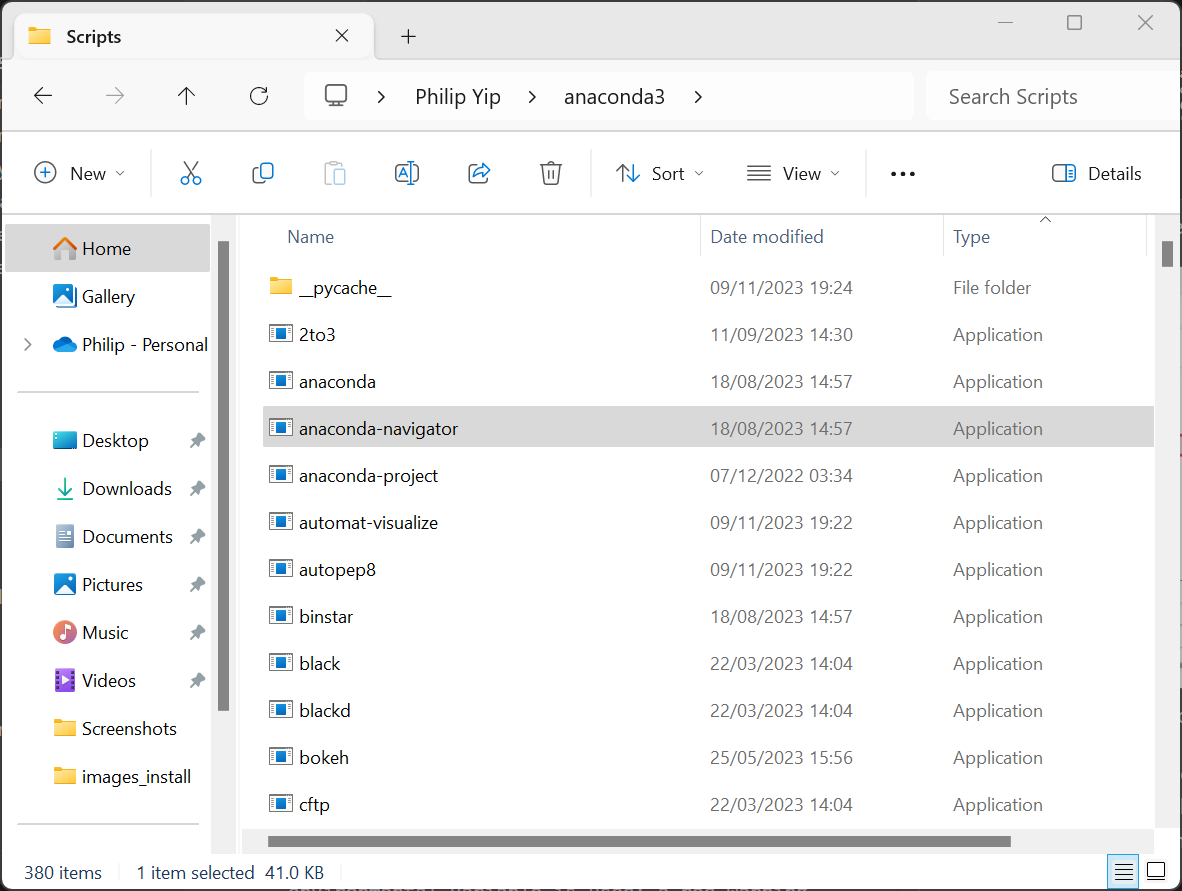 Scripts
Philip Yip anaconda3 Search Scripts
New Sort View Details
Home
Gallery
Philip - Personal
Desktop
Downloads
Documents
Pictures
Music
Videos
Screenshots
images_install
Name Date modified Type
__pycache__ 09/11/2023 19:24 File folder
2to3 11/09/2023 14:30 Application
anaconda 18/08/2023 14:57 Application
anaconda-navigator 18/08/2023 14:57 Application
anaconda-project 07/12/2022 03:34 Application
automat-visualize 09/11/2023 19:22 Application
autopep8 09/11/2023 19:22 Application
binstar 18/08/2023 14:57 Application
black 22/03/2023 14:04 Application
blackd 22/03/2023 14:04 Application
bokeh 25/05/2023 15:56 Application
cftp 22/03/2023 14:04 Application
380 items 1 item selected 41.0 KB